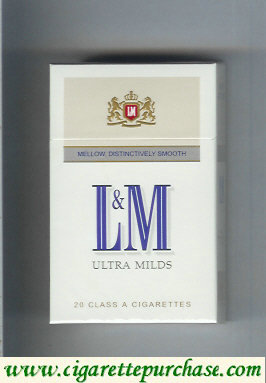 LM
MELLOW, DISTINCTIVELY SMOOTH
L&M
ULTRA MILDS
20 CLASS A CIGARETTES
www.cigarettepurchase.com